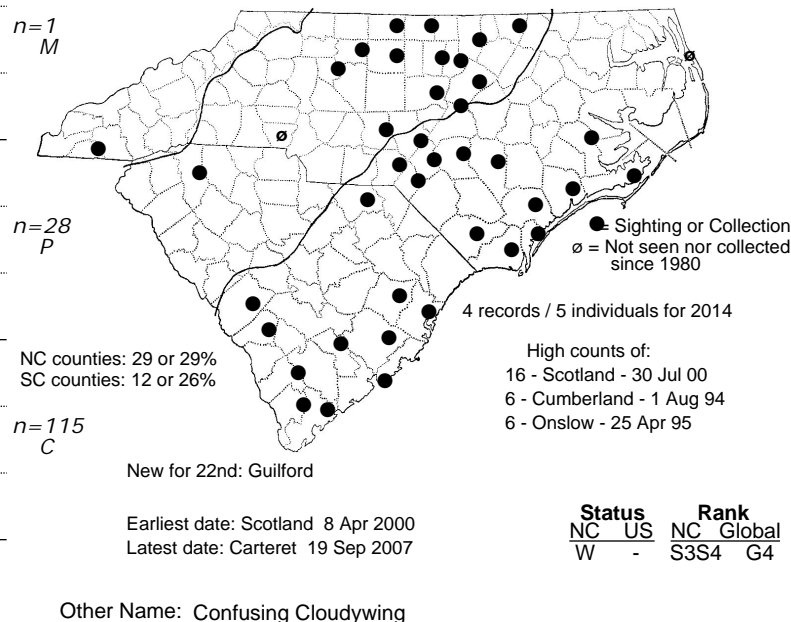 n=1
M
n=28
P
n=115
C
= Sighting or Collection
ø = Not seen nor collected
since 1980
4 records / 5 individuals for 2014
NC counties: 29 or 29%
SC counties: 12 or 26%
High counts of:
16 - Scotland - 30 Jul 00
6 - Cumberland - 1 Aug 94
6 - Onslow - 25 Apr 95
New for 22nd: Guilford
Earliest date: Scotland 8 Apr 2000
Latest date: Carteret 19 Sep 2007
Status Rank
NC US NC Global
W - S3S4 G4
Other Name: Confusing Cloudywing